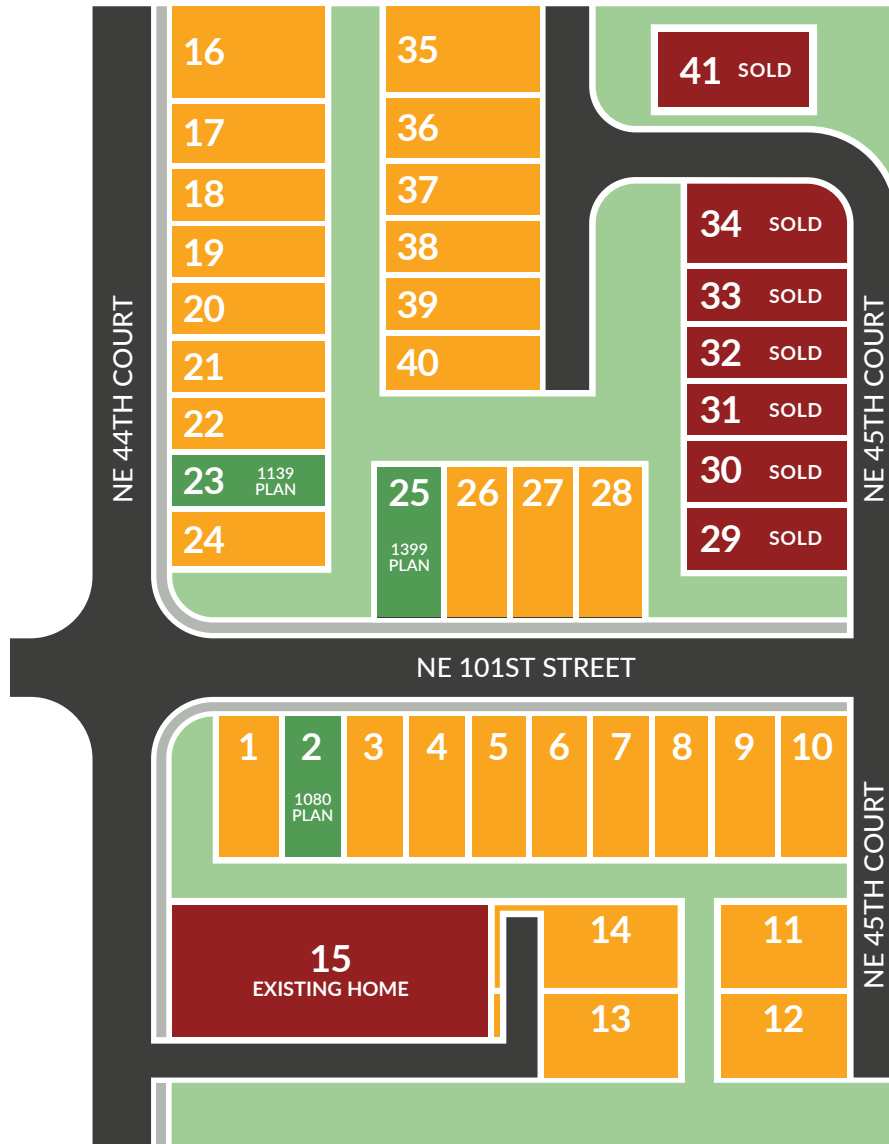 16
17
18
19
20
21
22
23
1139
PLAN
24
35
36
37
38
39
40
41 SOLD
34 SOLD
33 SOLD
32 SOLD
31 SOLD
30 SOLD
29 SOLD
NE 44TH COURT
NE 45TH COURT
25
1399
PLAN
26
27
28
NE 101ST STREET
1
2
1080
PLAN
3
4
5
6
7
8
9
10
NE 45TH COURT
15
EXISTING HOME
14
13
11
12